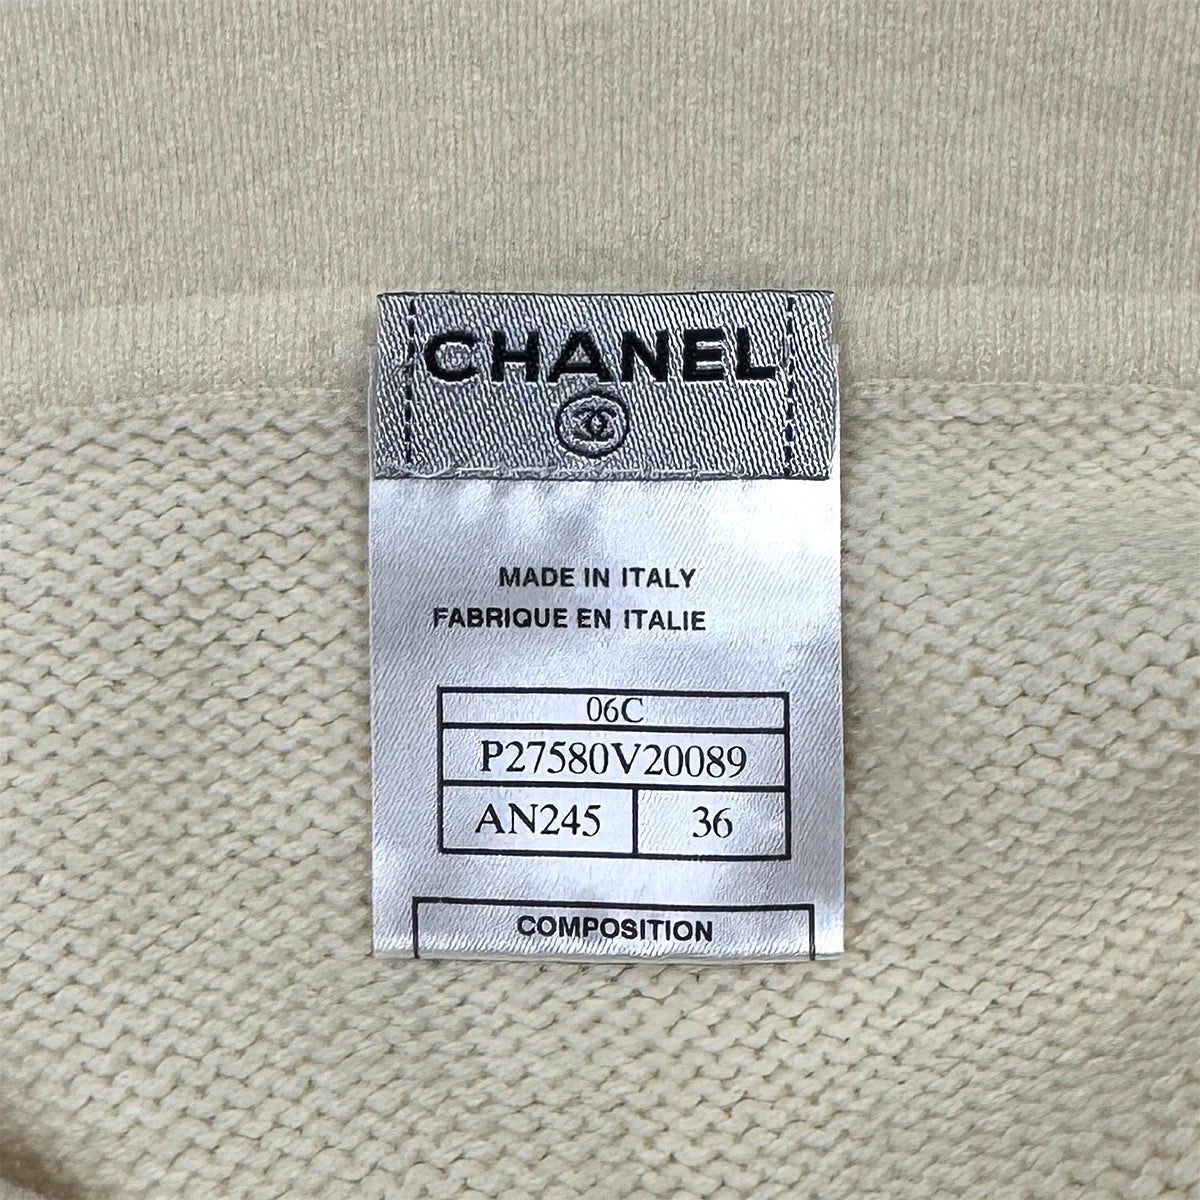 CHANEL
MADE IN ITALY
FABRIQUE EN ITALIE
06C
P27580V20089
AN245 36
COMPOSITION